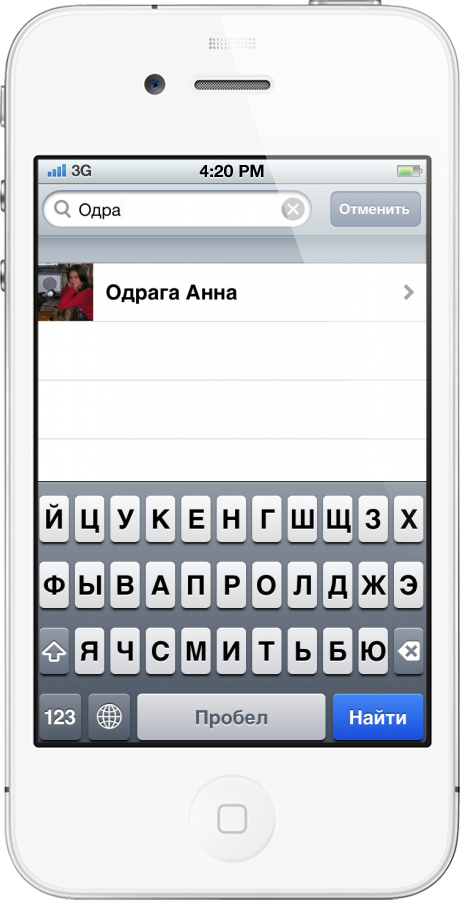 3G 4:20 PM
Одра Отменить
Одрага Анна
Й Ц У К Е Н Г Ш Щ З Х
Ф Ы В А П Р О Л Д Ж Э
Я Ч С М И Т Ь Б Ю
123 Пробел Найти